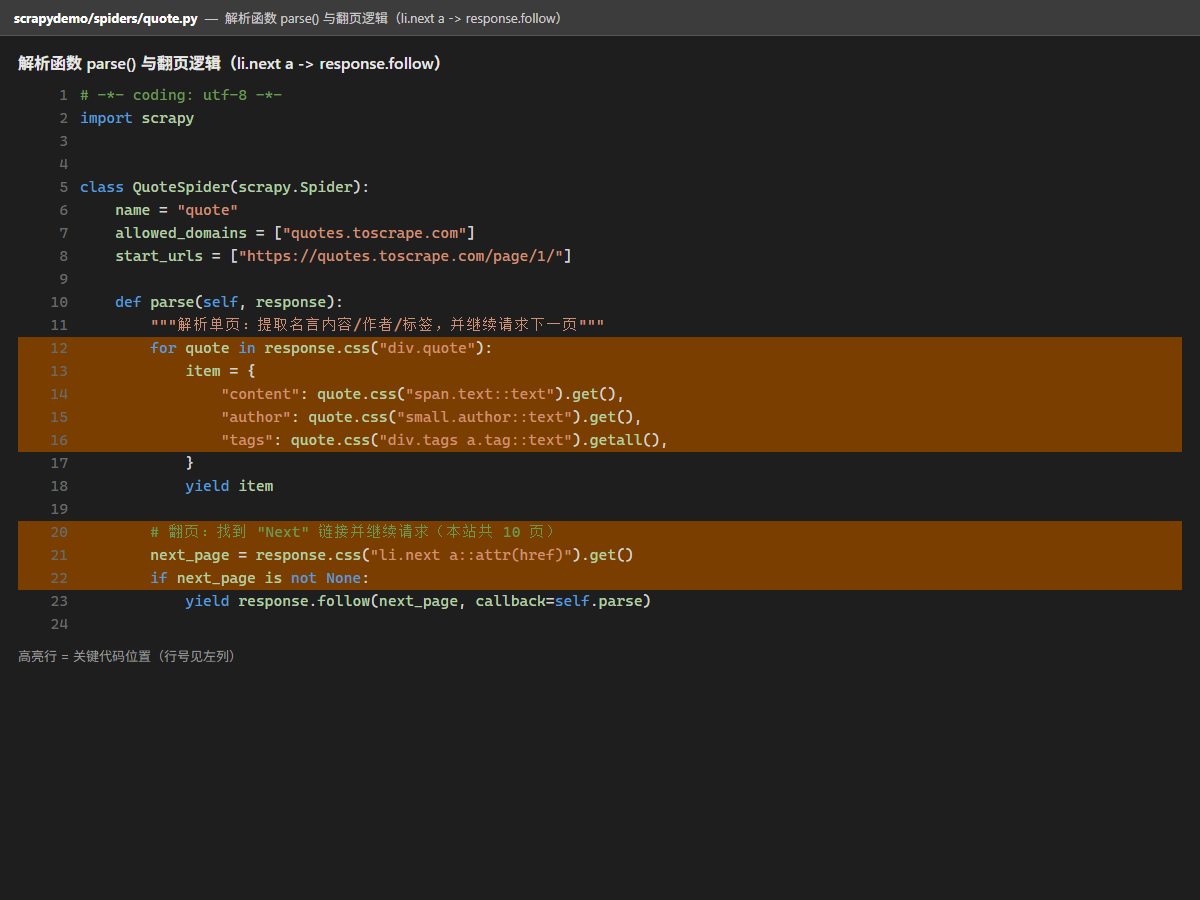 scrapydemo/spiders/quote.py — 解析函数 parse() 与翻页逻辑（li.next a -> response.follow）
解析函数 parse() 与翻页逻辑（li.next a -> response.follow）
1 # -*- coding: utf-8 -*-
2 import scrapy
3
4
5 class QuoteSpider(scrapy.Spider):
6     name = "quote"
7     allowed_domains = ["quotes.toscrape.com"]
8     start_urls = ["https://quotes.toscrape.com/page/1/"]
9
10     def parse(self, response):
11         """解析单页：提取名言内容/作者/标签，并继续请求下一页"""
12         for quote in response.css("div.quote"):
13             item = {
14                 "content": quote.css("span.text::text").get(),
15                 "author": quote.css("small.author::text").get(),
16                 "tags": quote.css("div.tags a.tag::text").getall(),
17             }
18             yield item
19
20         # 翻页：找到 "Next" 链接并继续请求（本站共 10 页）
21         next_page = response.css("li.next a::attr(href)").get()
22         if next_page is not None:
23             yield response.follow(next_page, callback=self.parse)
24
高亮行 = 关键代码位置（行号见左列）